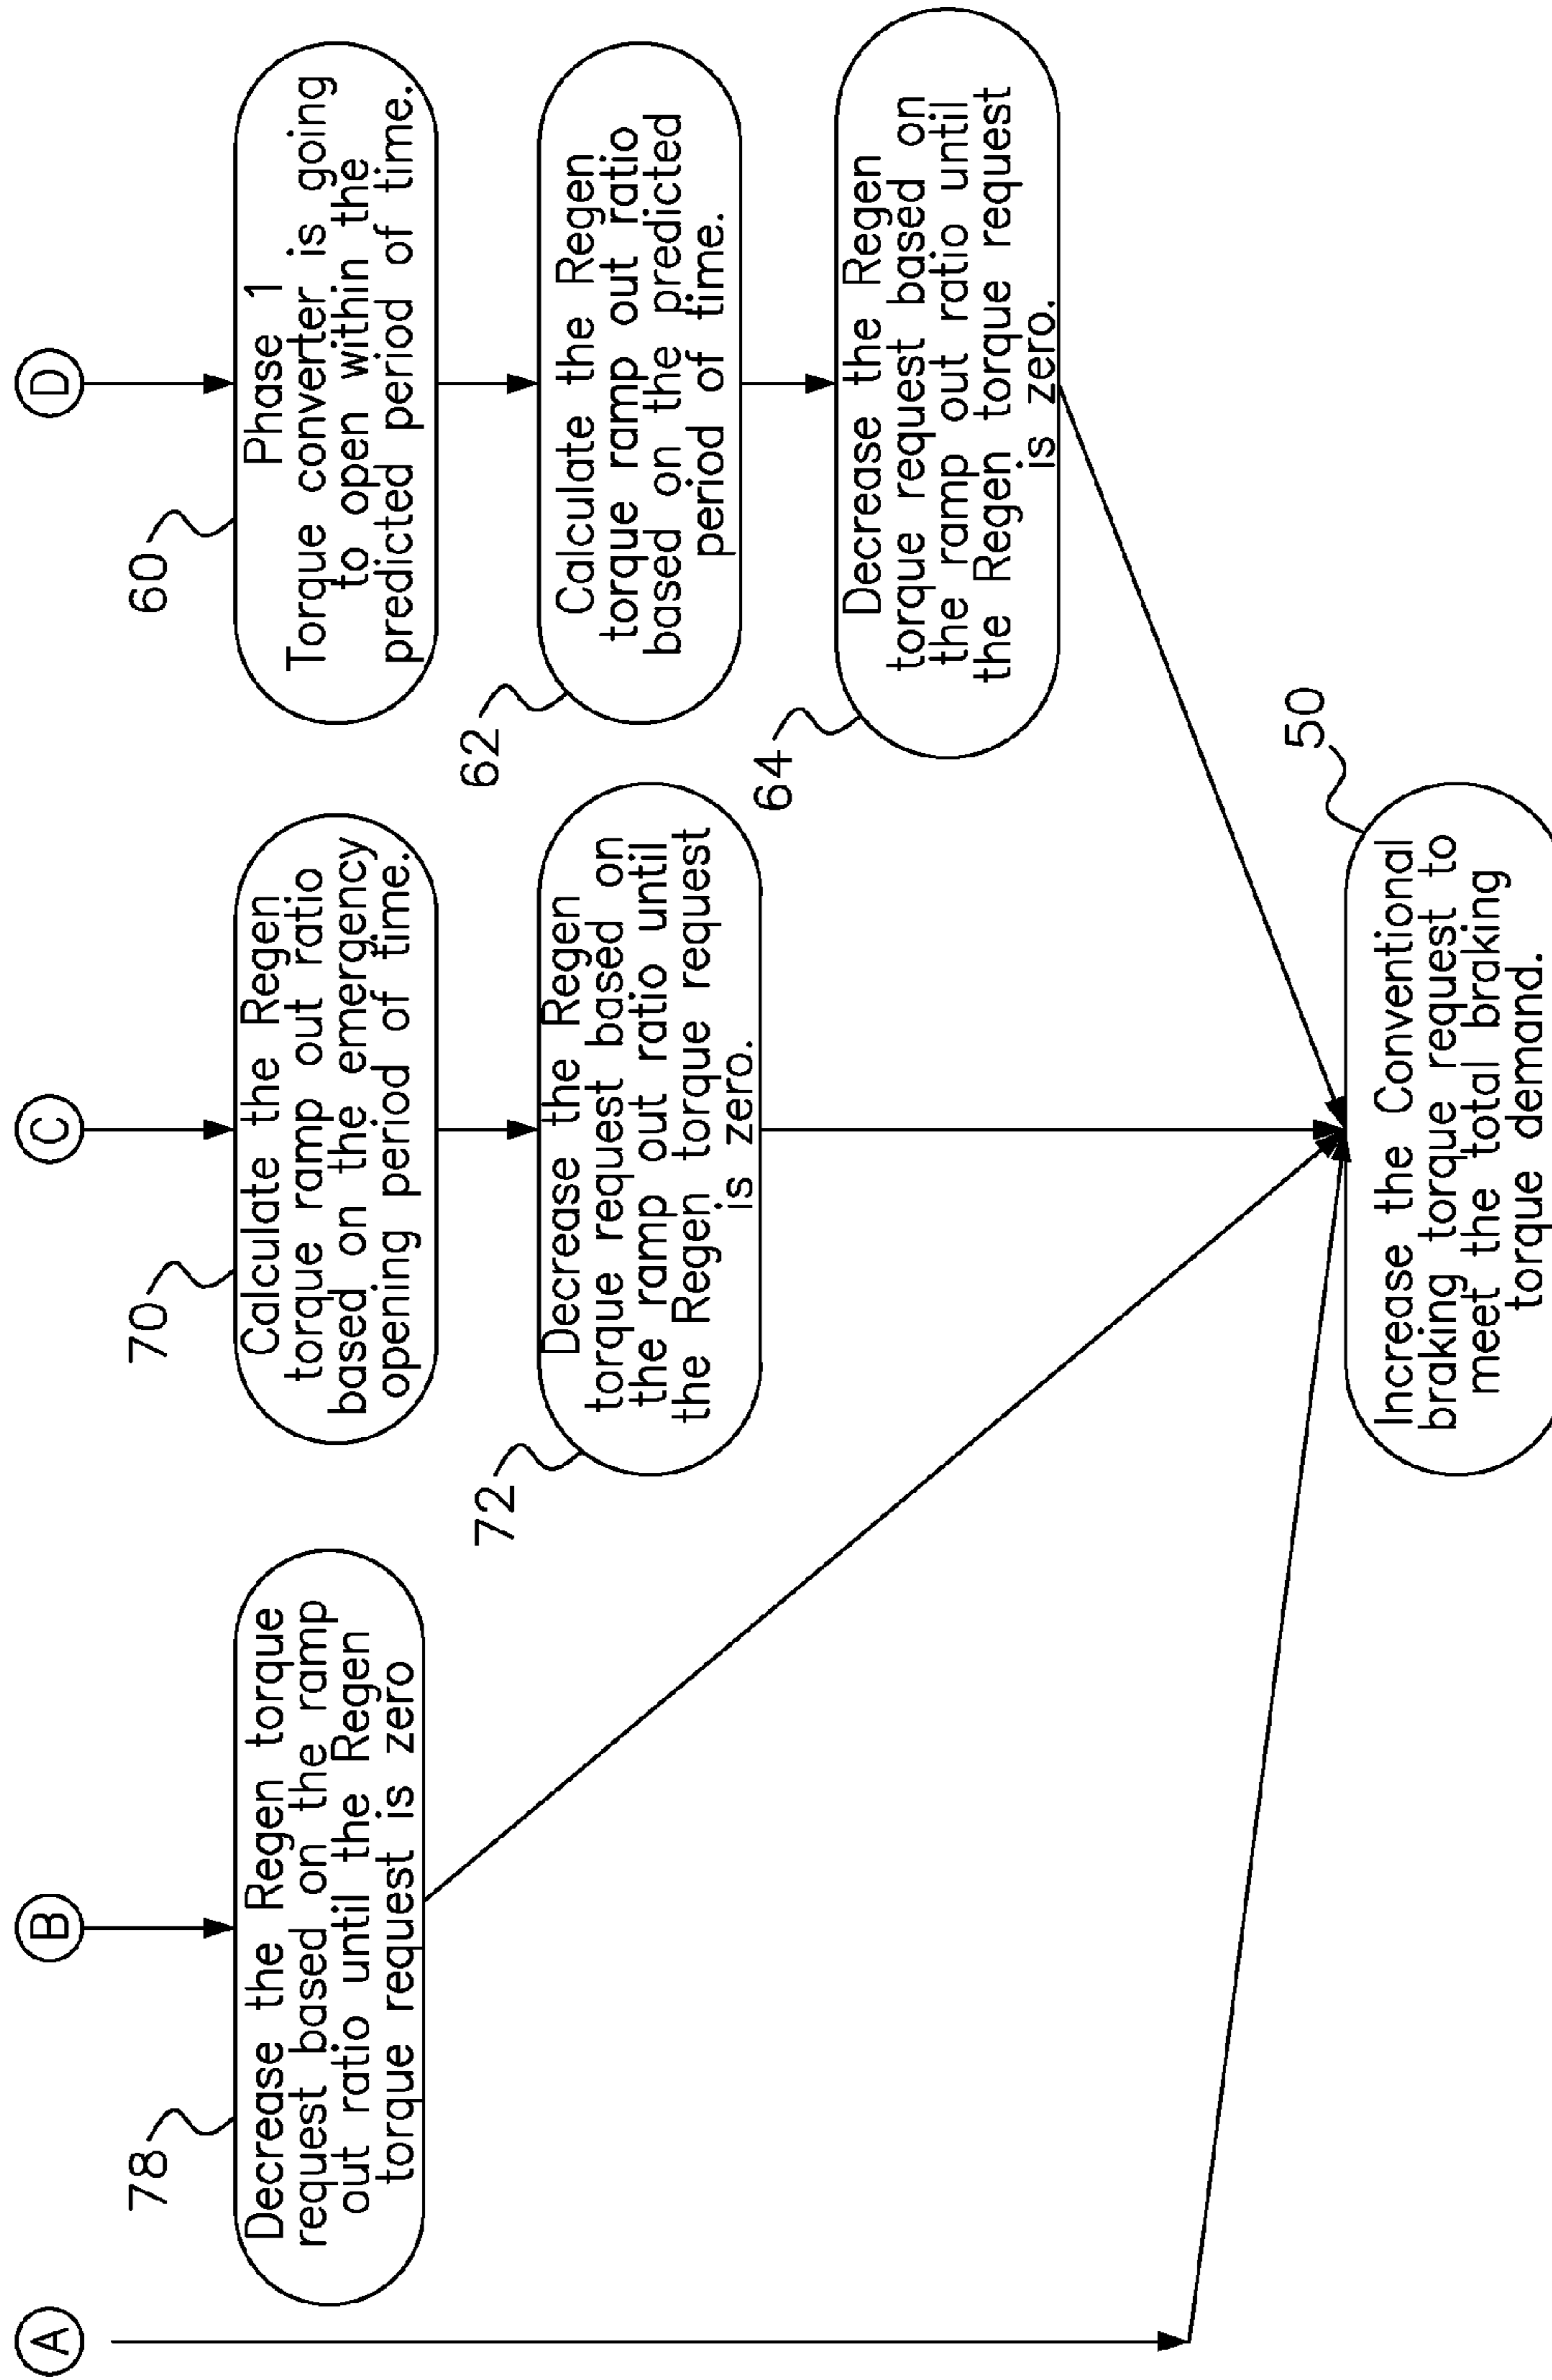 A
B
C
D
78
Decrease the Regen torque
request based on the ramp
out ratio until the Regen
torque request is zero
70
Calculate the Regen
torque ramp out ratio
based on the emergency
opening period of time.
60
Phase 1
Torque converter is going
to open within the
predicted period of time.
72
Decrease the Regen
torque request based on
the ramp out ratio until
the Regen torque request
is zero.
62
Calculate the Regen
torque ramp out ratio
based on the predicted
period of time.
64
Decrease the Regen
torque request based on
the ramp out ratio until
the Regen torque request
is zero.
50
Increase the Conventional
braking torque request to
meet the total braking
torque demand.